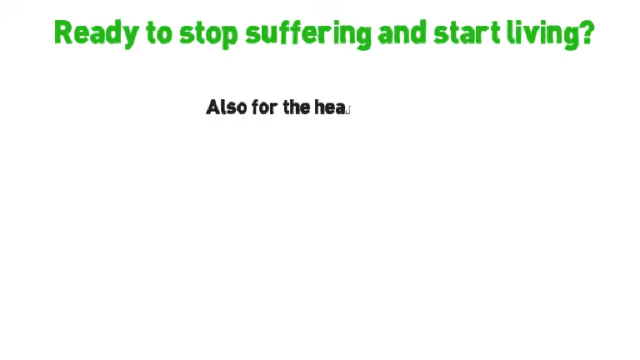 Ready to stop suffering and start living?
Also for the hea